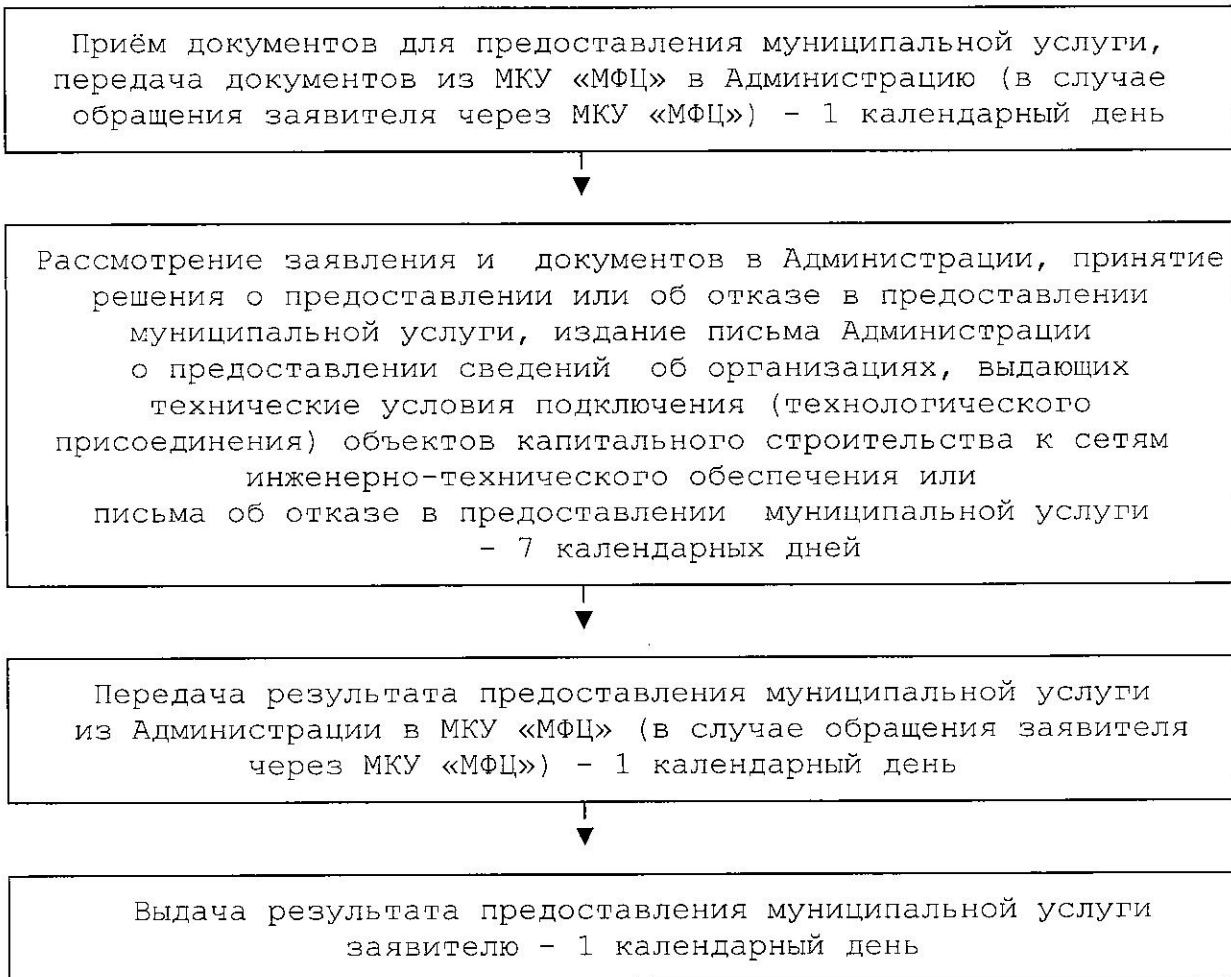 Приём документов для предоставления муниципальной услуги,
передача документов из МКУ «МФЦ» в Администрацию (в случае
обращения заявителя через МКУ «МФЦ») - 1 календарный день
Рассмотрение заявления и документов в Администрации, принятие
решения о предоставлении или об отказе в предоставлении
муниципальной услуги, издание письма Администрации
о предоставлении сведений об организациях, выдающих
технические условия подключения (технологического
присоединения) объектов капитального строительства к сетям
инженерно-технического обеспечения или
письма об отказе в предоставлении муниципальной услуги
- 7 календарных дней
Передача результата предоставления муниципальной услуги
из Администрации в МКУ «МФЦ» (в случае обращения заявителя
через МКУ «МФЦ») - 1 календарный день
Выдача результата предоставления муниципальной услуги
заявителю - 1 календарный день